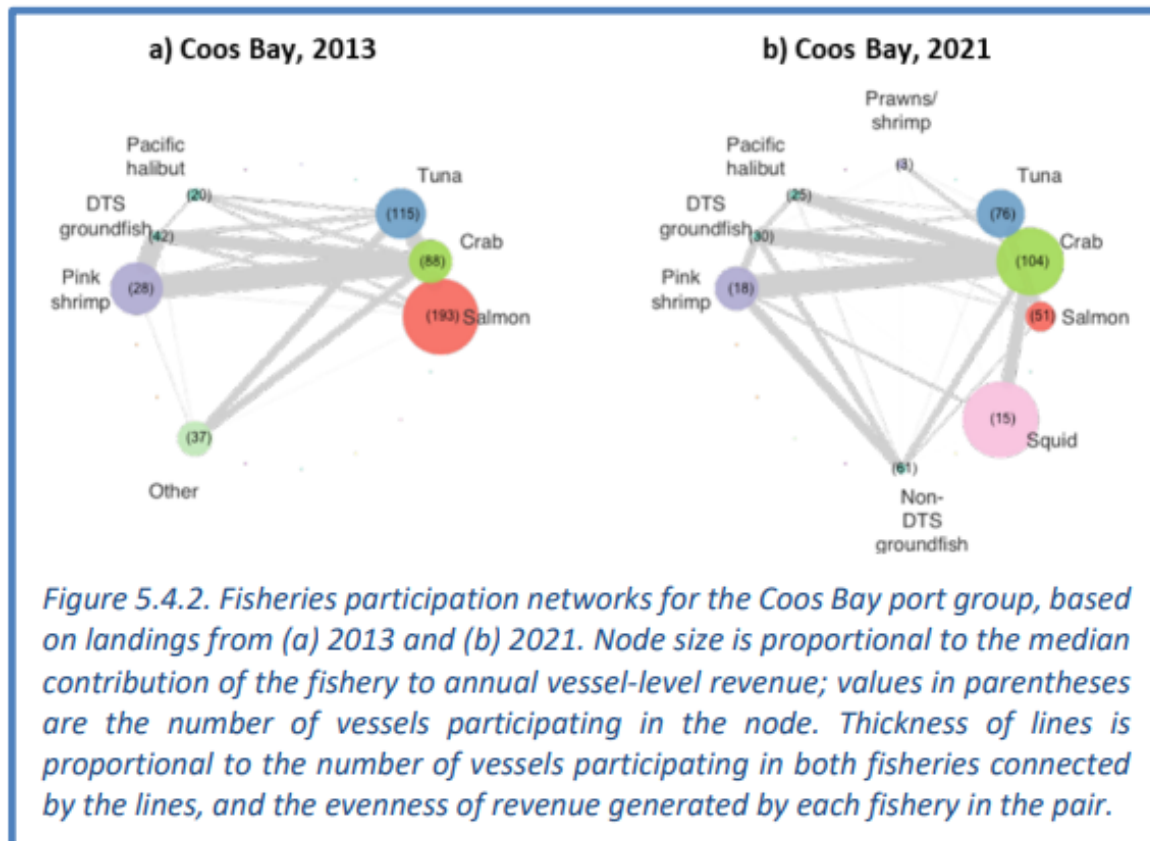 a) Coos Bay, 2013
Pacific
halibut
(20)
DTS
groundfish
(42)
Pink
shrimp
(28)
Tuna
(115)
Crab
(88)
Salmon
(193)
(37)
Other
b) Coos Bay, 2021
Prawns/
shrimp
(3)
Pacific
halibut
(25)
DTS
groundfish
(30)
Pink
shrimp
(18)
Tuna
(76)
Crab
(104)
Salmon
(51)
(15)
Squid
(61)
Non-
DTS
groundfish
Figure 5.4.2. Fisheries participation networks for the Coos Bay port group, based
on landings from (a) 2013 and (b) 2021. Node size is proportional to the median
contribution of the fishery to annual vessel-level revenue; values in parentheses
are the number of vessels participating in the node. Thickness of lines is
proportional to the number of vessels participating in both fisheries connected
by the lines, and the evenness of revenue generated by each fishery in the pair.